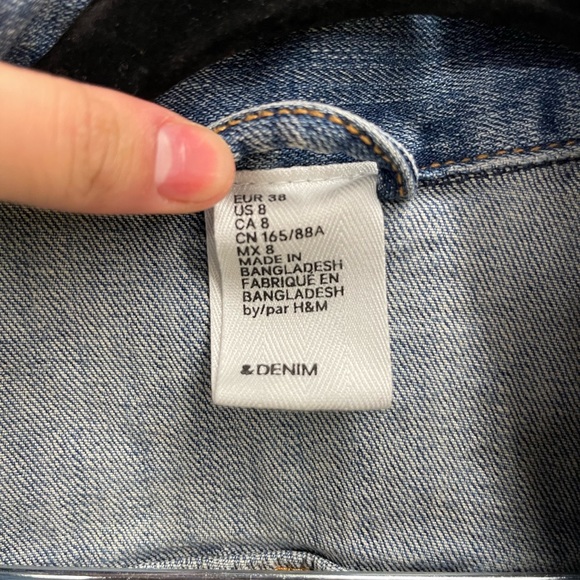 EUR 38
US 8
CA 8
CN 165/88A
MX 8
MADE IN
BANGLADESH
FABRIQUÉ EN
BANGLADESH
by/par H&M
& DENIM